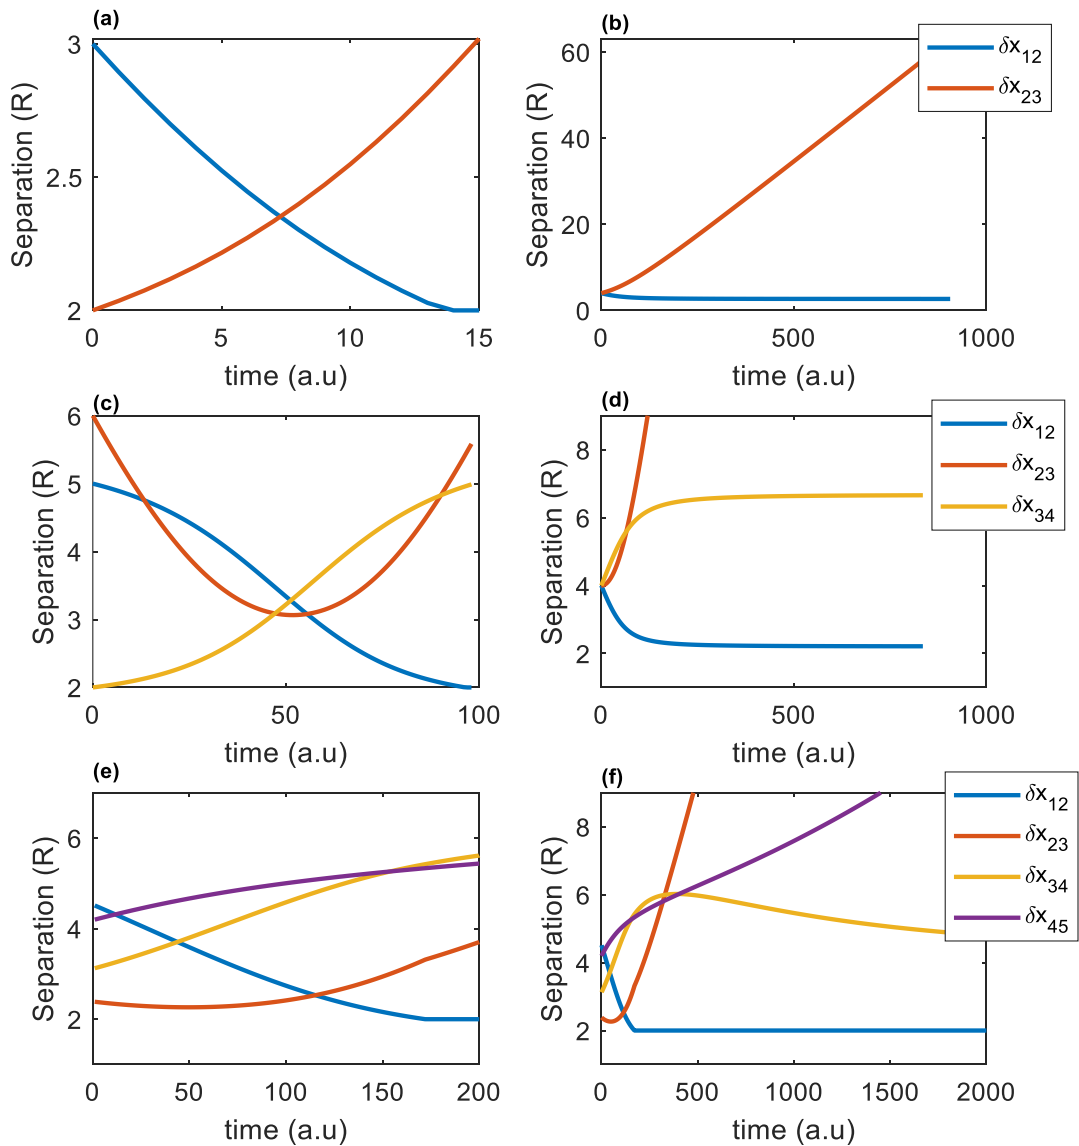 (a)
3
2.5
2
Separation (R)
0 5 10 15
time (a.u)
(b)
60
40
20
0
Separation (R)
0 500 1000
time (a.u)
δx12
δx23
(c)
6
5
4
3
2
Separation (R)
0 50 100
time (a.u)
(d)
8
6
4
2
Separation (R)
0 500 1000
time (a.u)
δx12
δx23
δx34
(e)
6
4
2
Separation (R)
0 50 100 150 200
time (a.u)
(f)
8
6
4
2
Separation (R)
0 500 1000 1500 2000
time (a.u)
δx12
δx23
δx34
δx45